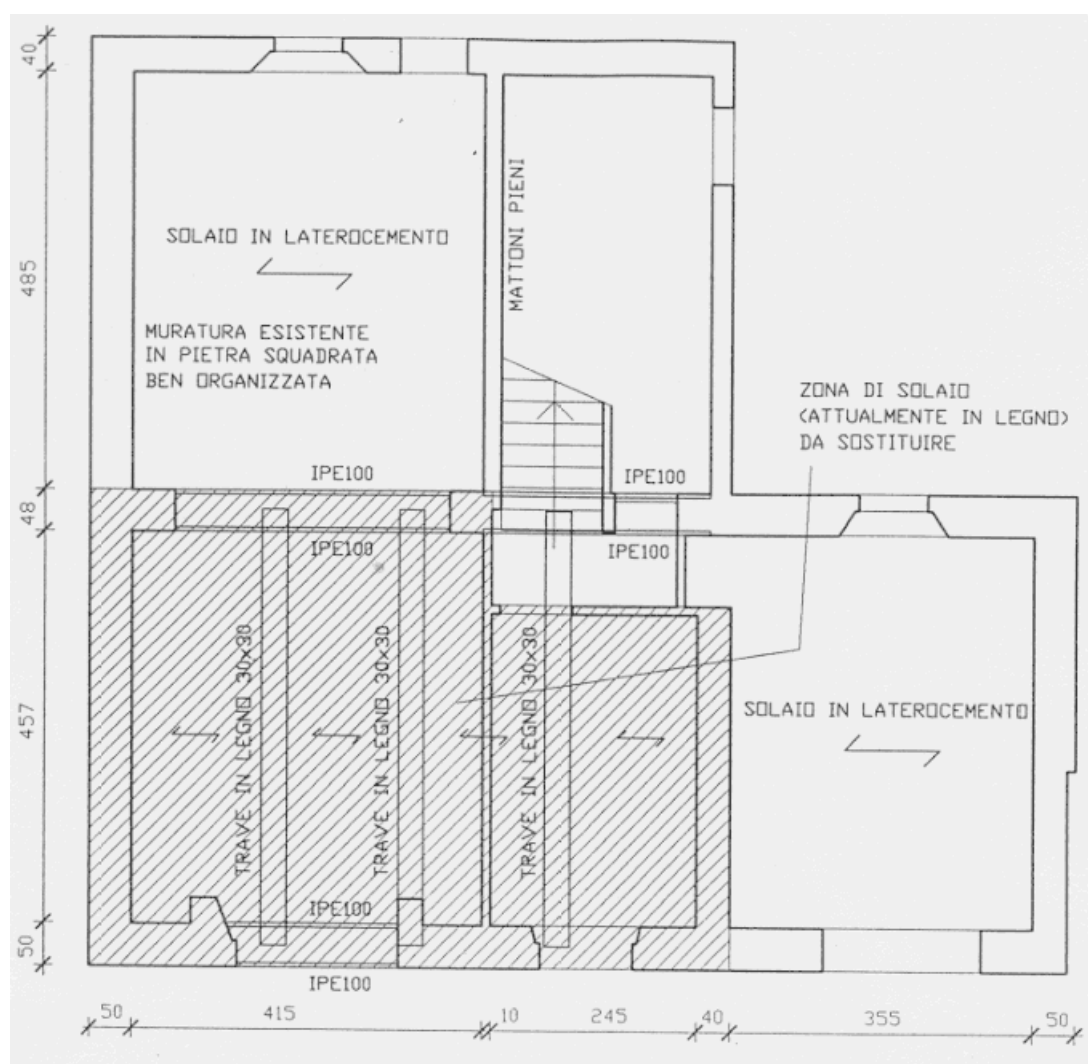 40
485
48
457
50
SOLAIO IN LATEROCEMENTO
MURATURA ESISTENTE
IN PIETRA SQUADRATA
BEN ORGANIZZATA
MATTONI PIENI
ZONA DI SOLAIO
(ATTUALMENTE IN LEGNO)
DA SOSTITUIRE
IPE100
IPE100
IPE100
IPE100
TRAVE IN LEGNO 30x30
TRAVE IN LEGNO 30x30
TRAVE IN LEGNO 30x30
SOLAIO IN LATEROCEMENTO
IPE100
IPE100
50
415
10
245
40
355
50